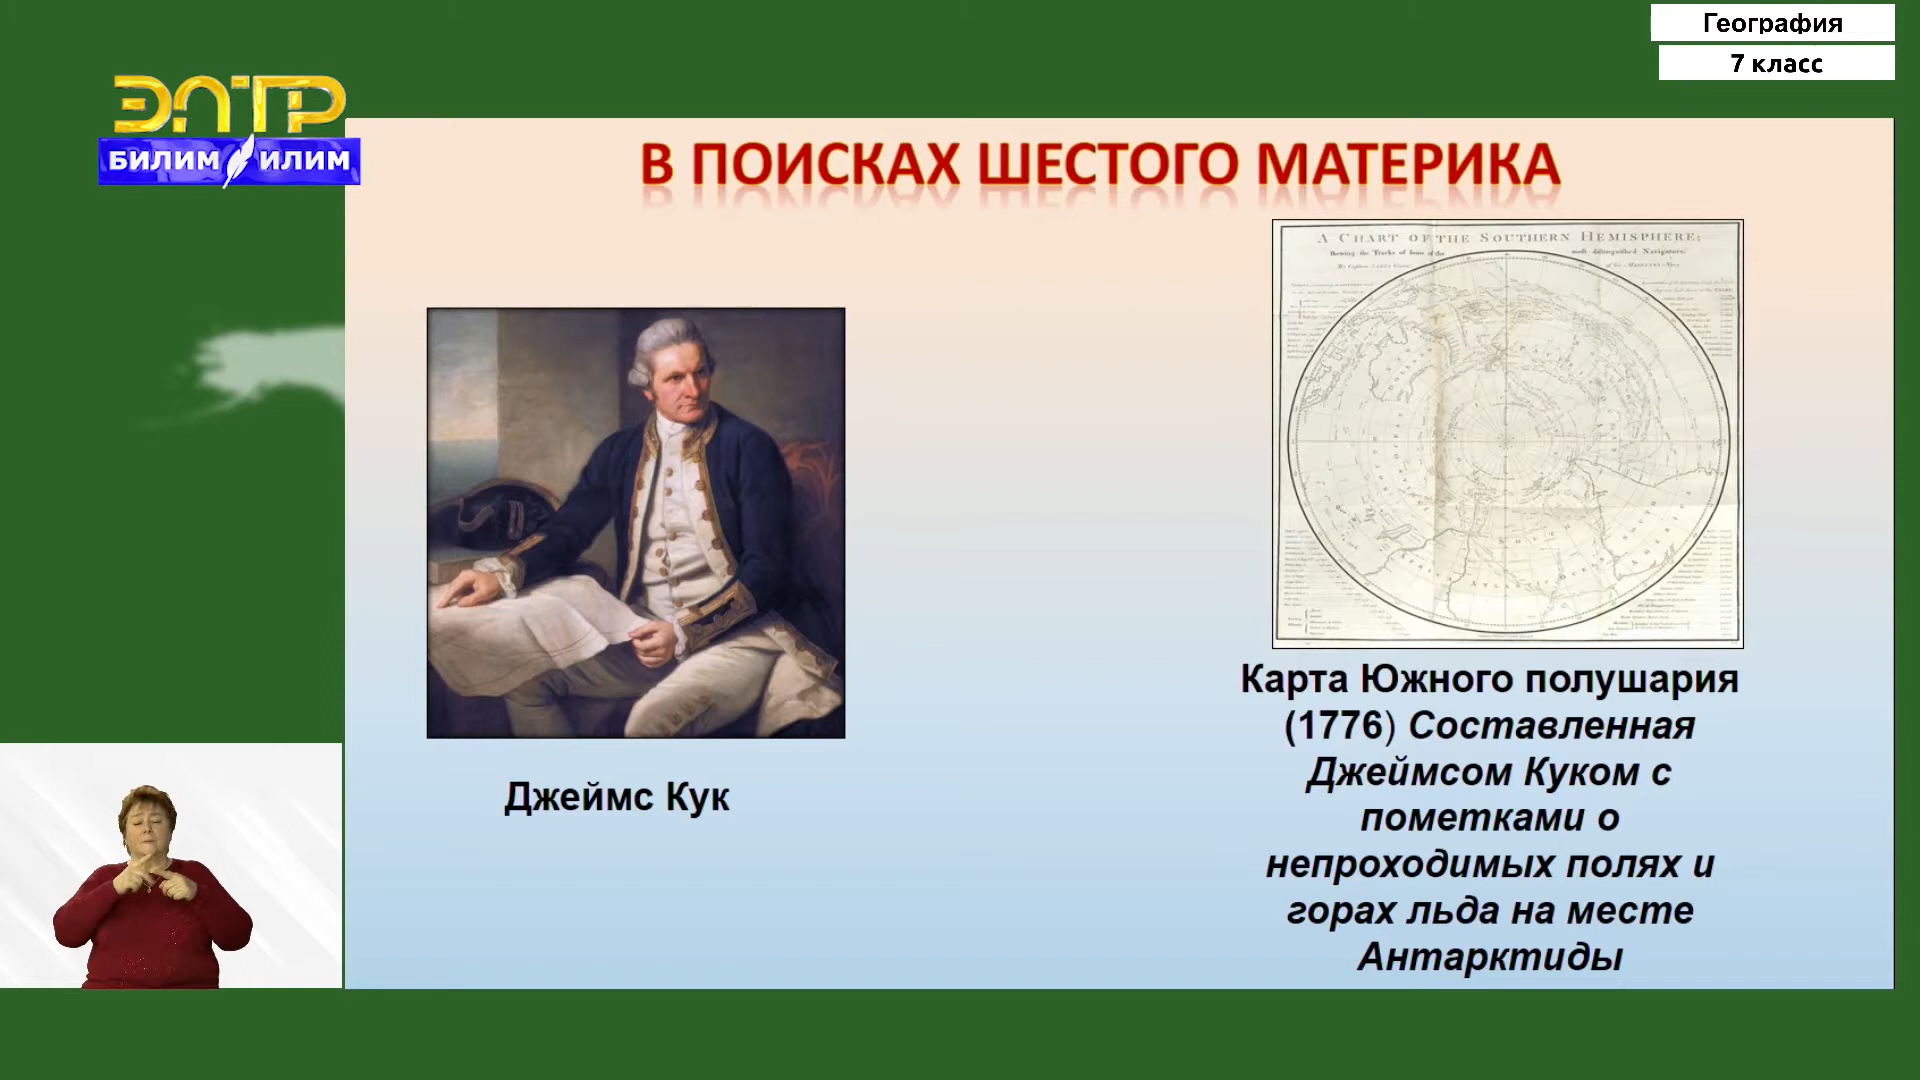 География
7 класс
ЭЛТР
БИЛИМ ИЛИМ
В ПОИСКАХ ШЕСТОГО МАТЕРИКА
A CHART OF THE SOUTHERN HEMISPHERE;
Джеймс Кук
Карта Южного полушария
(1776) Составленная
Джеймсом Куком с
пометками о
непроходимых полях и
горах льда на месте
Антарктиды